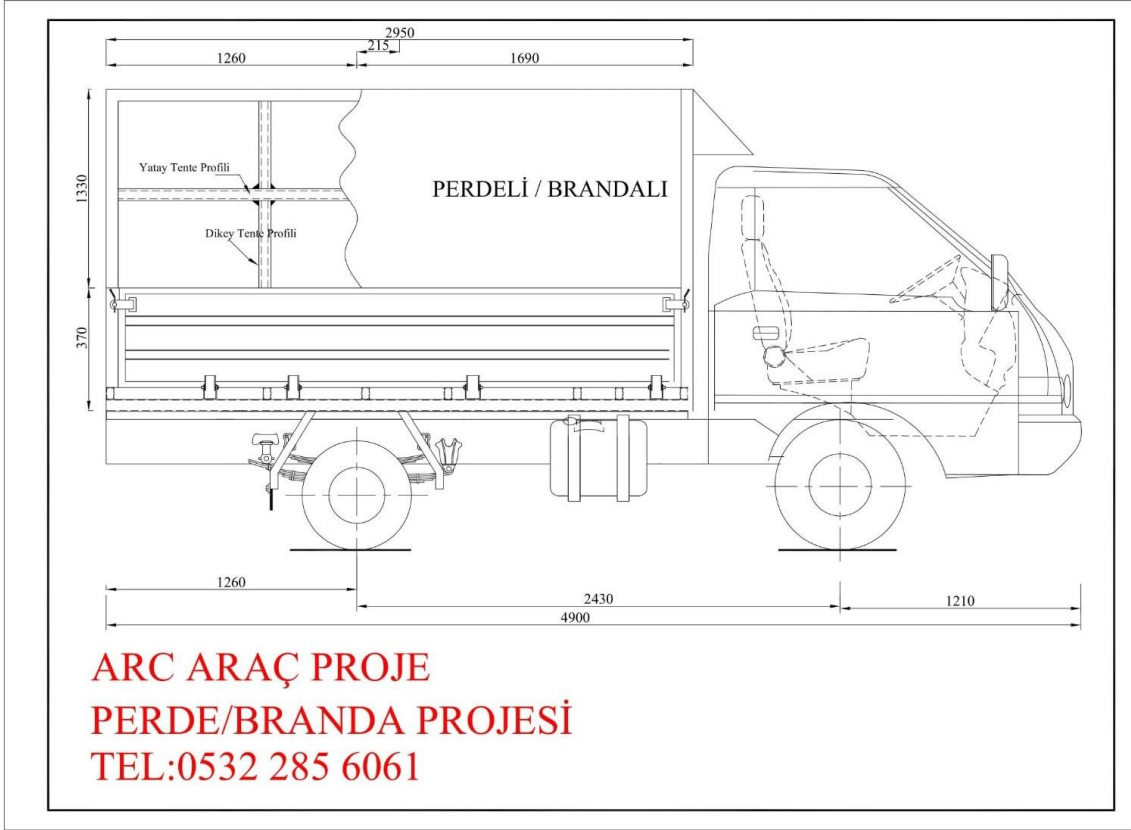 2950
215
1260
1690
Yatay Tente Profili
PERDELİ / BRANDALI
1330
Dikey Tente Profili
370
1260
2430
1210
4900
ARC ARAÇ PROJE
PERDE/BRANDA PROJESİ
TEL:0532 285 6061